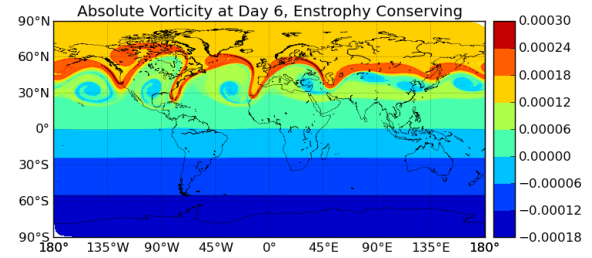 Absolute Vorticity at Day 6, Enstrophy Conserving
90°N
60°N
30°N
0°
30°S
60°S
90°S
180° 135°W 90°W 45°W 0° 45°E 90°E 135°E 180°
0.00030
0.00024
0.00018
0.00012
0.00006
0.00000
−0.00006
−0.00012
−0.00018